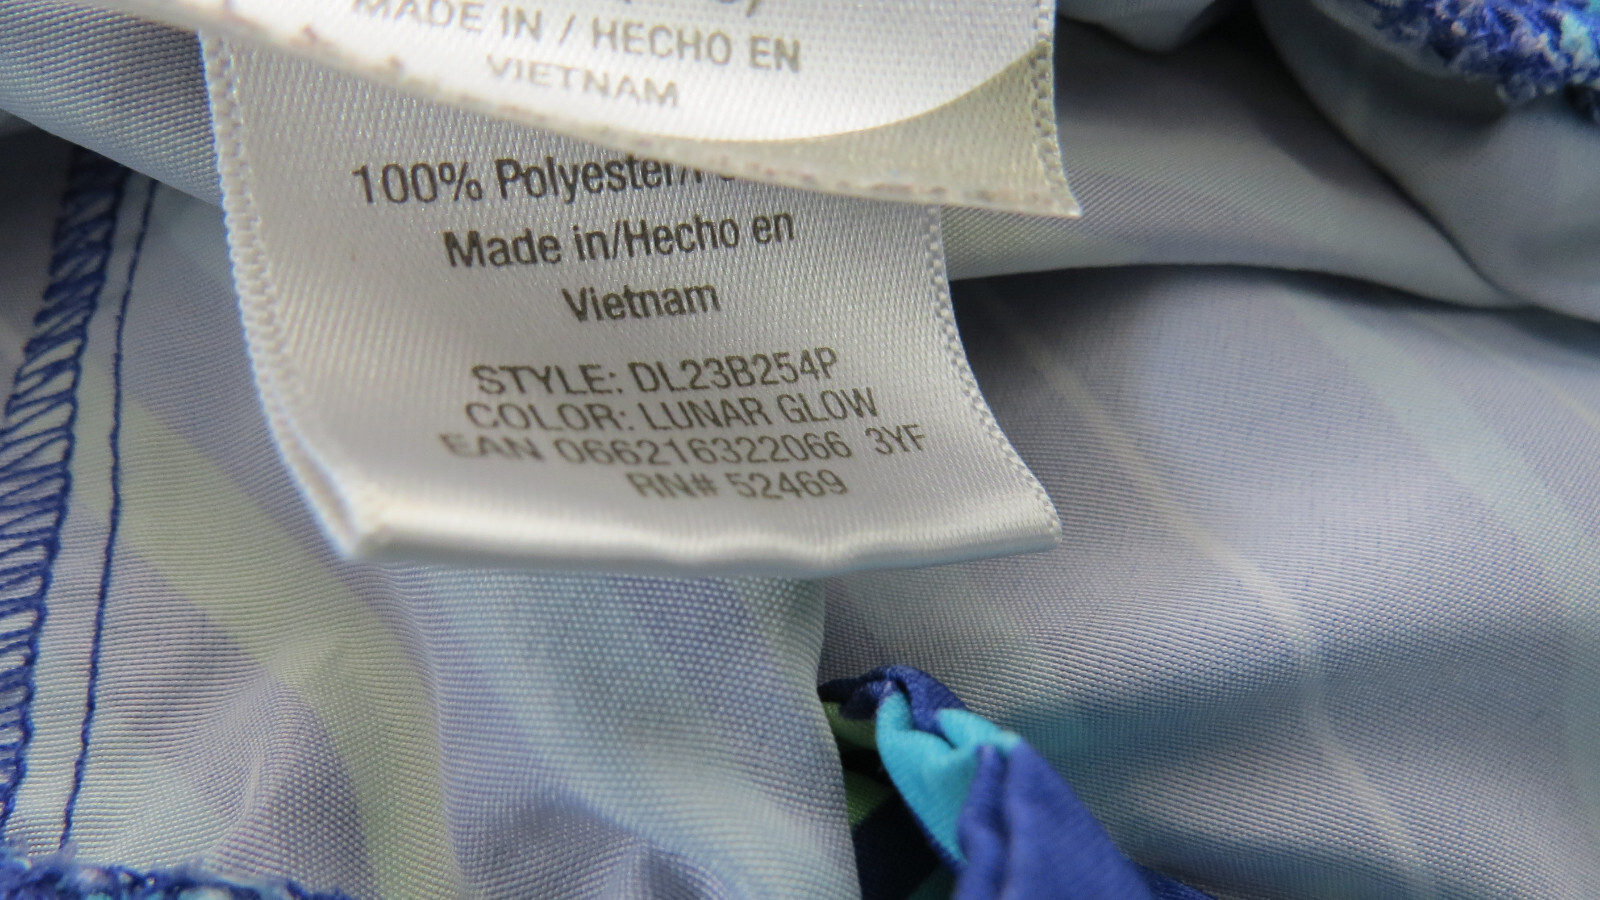 MADE IN / HECHO EN
VIETNAM
100% Polyester/
Made in/Hecho en
Vietnam
STYLE: DL23B254P
COLOR: LUNAR GLOW
EAN 066216322066 3YF
RN# 52469